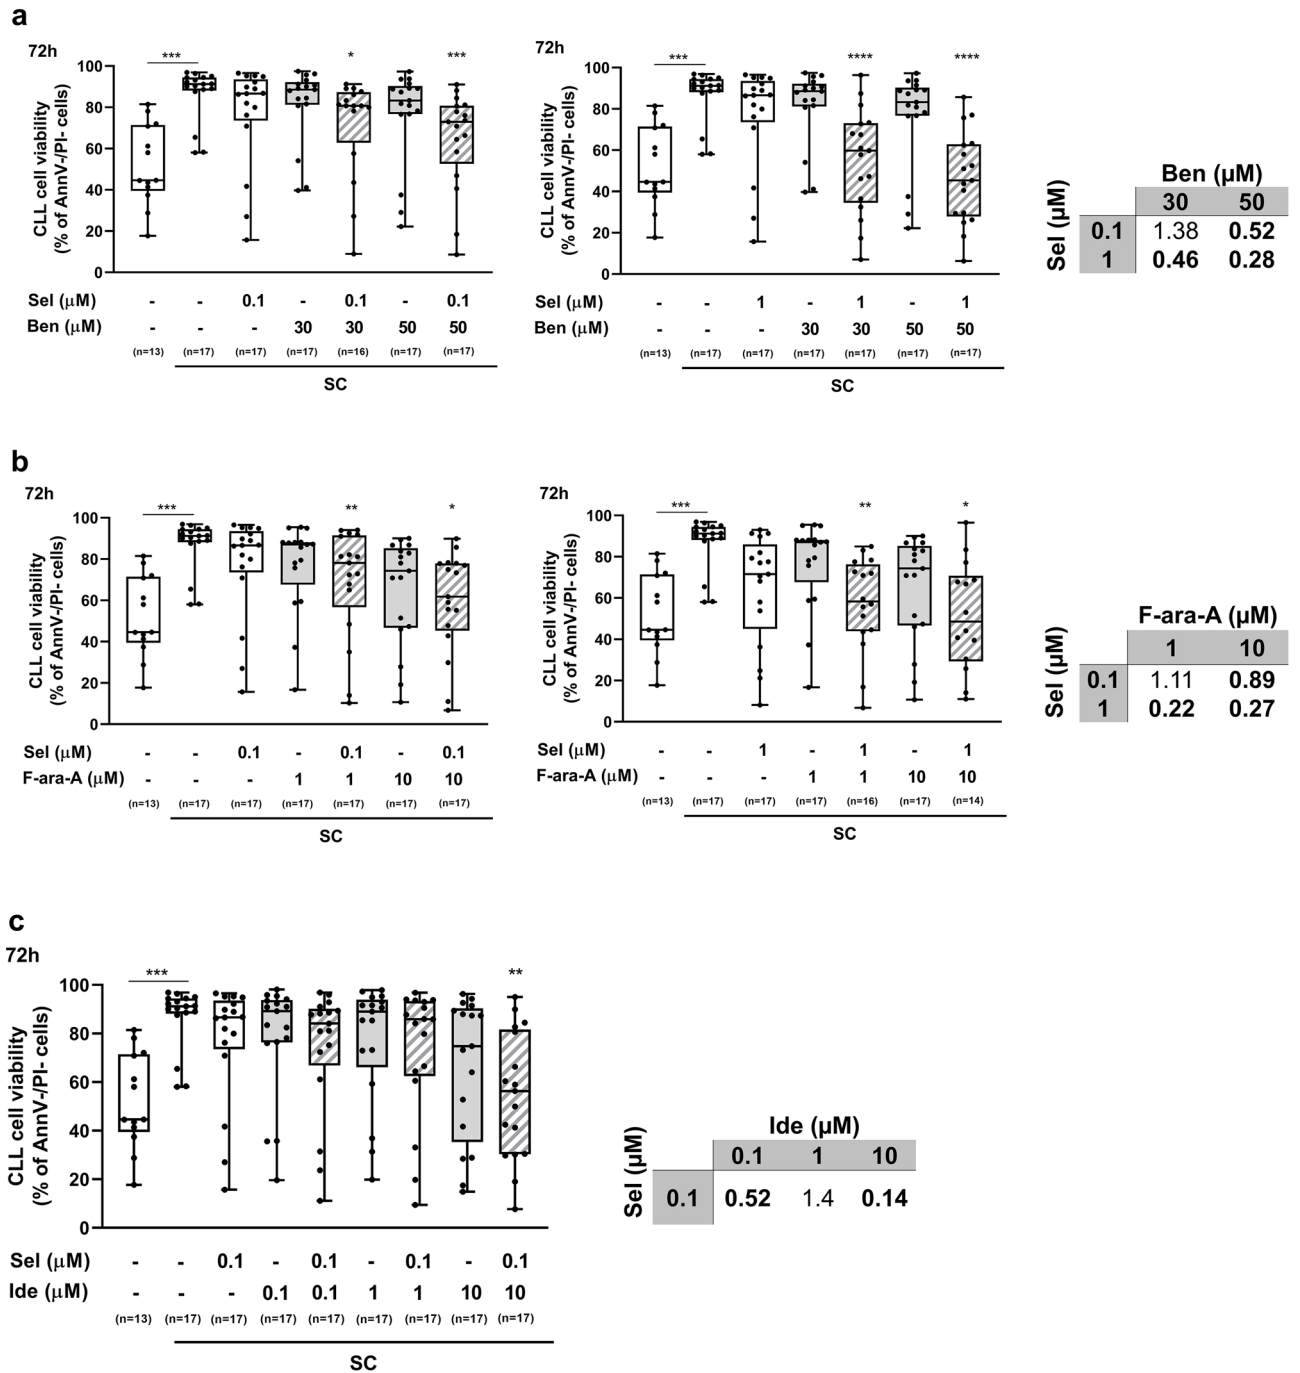 a
72h
***
*
***
CLL cell viability
(% of AnnV-/PI- cells)
100
80
60
40
20
0
Sel (µM) - - 0.1 - 0.1 - 0.1
Ben (µM) - - - 30 30 50 50
(n=13) (n=17) (n=17) (n=17) (n=16) (n=17) (n=17)
SC
72h
***
****
****
CLL cell viability
(% of AnnV-/PI- cells)
100
80
60
40
20
0
Sel (µM) - - 1 - 1 - 1
Ben (µM) - - - 30 30 50 50
(n=13) (n=17) (n=17) (n=17) (n=17) (n=17) (n=17)
SC
Ben (µM)
30 50
Sel (µM)
0.1 1.38 0.52
1 0.46 0.28
b
72h
***
**
*
CLL cell viability
(% of AnnV-/PI- cells)
100
80
60
40
20
0
Sel (µM) - - 0.1 - 0.1 - 0.1
F-ara-A (µM) - - - 1 1 10 10
(n=13) (n=17) (n=17) (n=17) (n=17) (n=17) (n=17)
SC
72h
***
**
*
CLL cell viability
(% of AnnV-/PI- cells)
100
80
60
40
20
0
Sel (µM) - - 1 - 1 - 1
F-ara-A (µM) - - - 1 1 10 10
(n=13) (n=17) (n=17) (n=17) (n=16) (n=17) (n=14)
SC
F-ara-A (µM)
1 10
Sel (µM)
0.1 1.11 0.89
1 0.22 0.27
c
72h
***
**
CLL cell viability
(% of AnnV-/PI- cells)
100
80
60
40
20
0
Sel (µM) - - 0.1 - 0.1 - 0.1 - 0.1
Ide (µM) - - - 0.1 0.1 1 1 10 10
(n=13) (n=17) (n=17) (n=17) (n=17) (n=17) (n=17) (n=17) (n=17)
SC
Ide (µM)
0.1 1 10
Sel (µM)
0.1 0.52 1.4 0.14